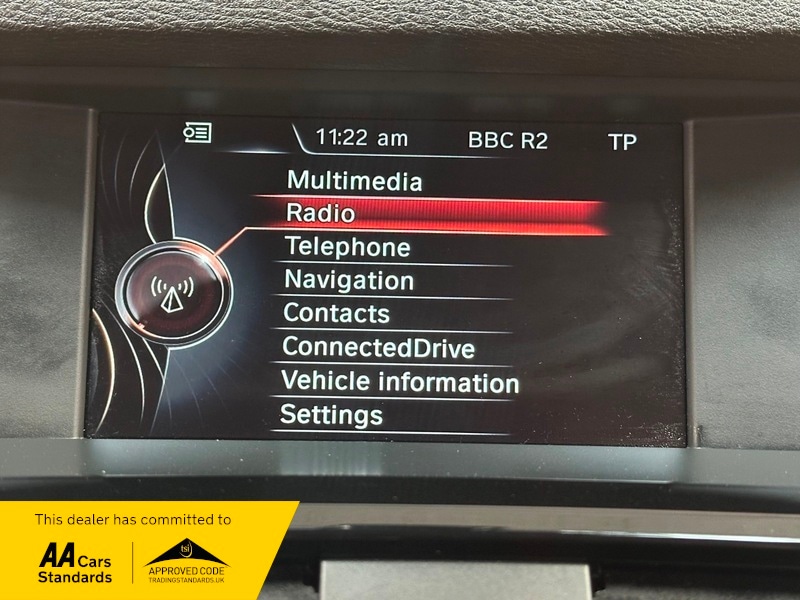 11:22 am BBC R2 TP
Multimedia
Radio
Telephone
Navigation
Contacts
ConnectedDrive
Vehicle information
Settings
This dealer has committed to
AA Cars
Standards
tsi
APPROVED CODE
TRADINGSTANDARDS.UK